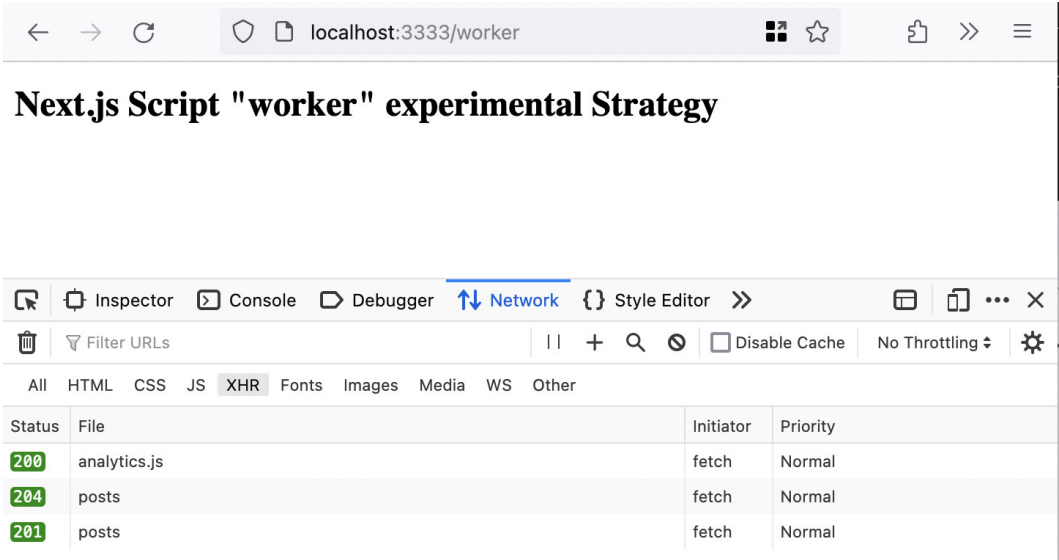 localhost:3333/worker
Next.js Script "worker" experimental Strategy
Inspector Console Debugger Network {} Style Editor
Filter URLs Disable Cache No Throttling
All HTML CSS JS XHR Fonts Images Media WS Other
Status File Initiator Priority
200 analytics.js fetch Normal
204 posts fetch Normal
201 posts fetch Normal